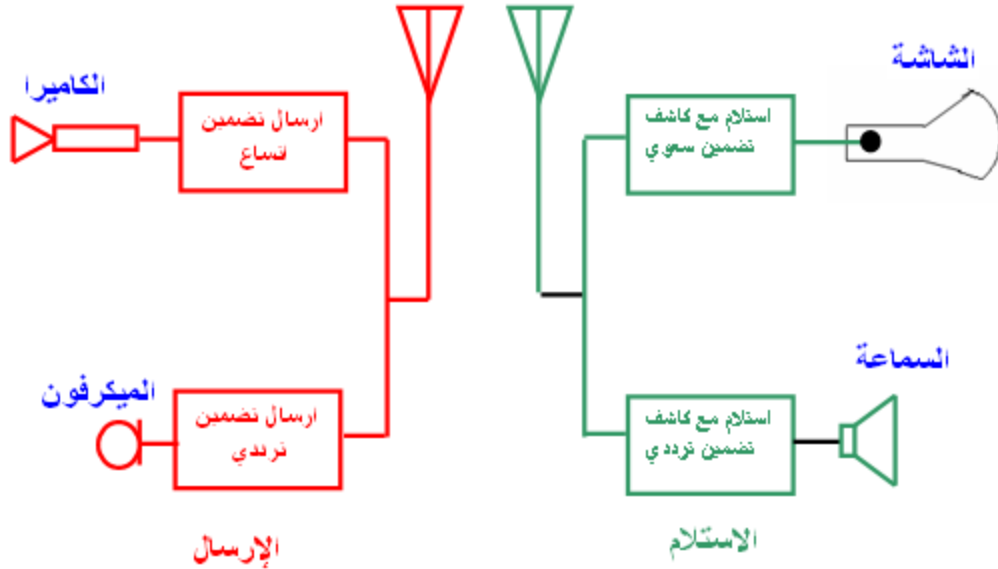 الكاميرا
ارسال تضمين
اتساع
الميكرفون
ارسال تضمين
ترددي
الإرسال
الشاشة
استلام مع كاشف
تضمين سعوي
السماعة
استلام مع كاشف
تضمين ترددي
الاستلام